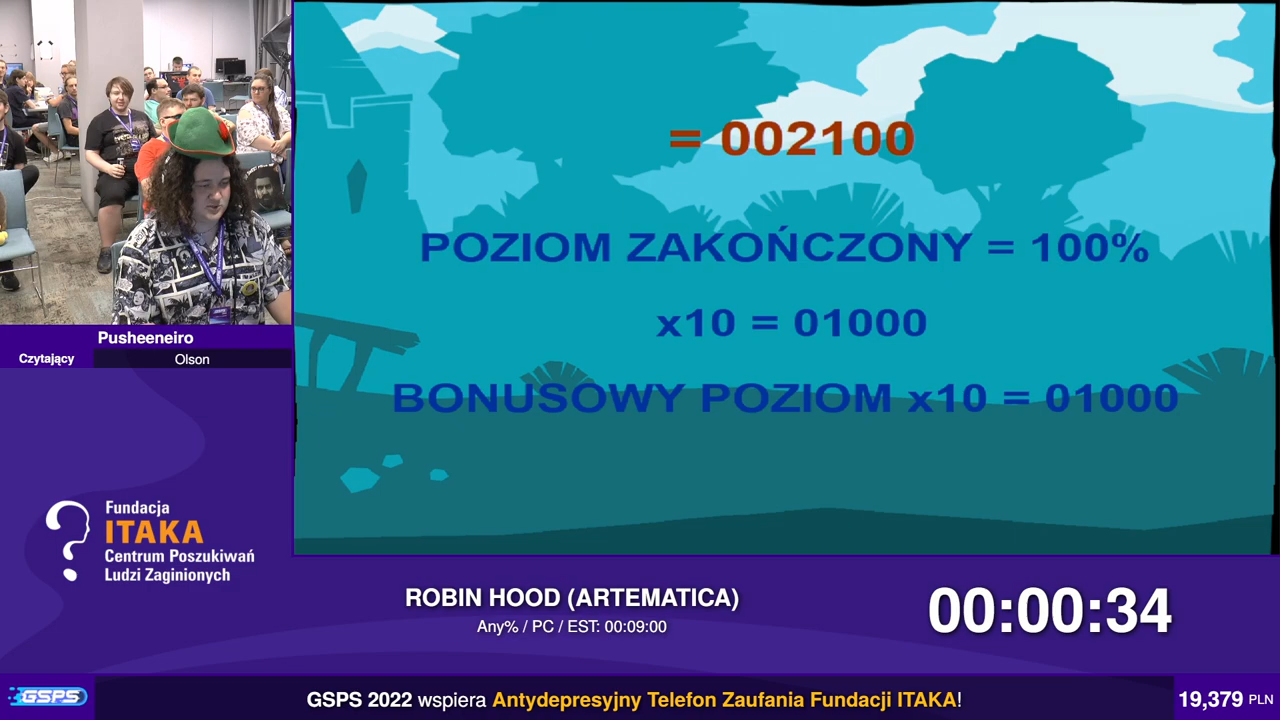 = 002100
POZIOM ZAKOŃCZONY = 100%
x10 = 01000
BONUSOWY POZIOM x10 = 01000
Pusheeneiro
Czytający Olson
Fundacja
ITAKA
Centrum Poszukiwań
Ludzi Zaginionych
ROBIN HOOD (ARTEMATICA)
Any% / PC / EST: 00:09:00
00:00:34
GSPS
GSPS 2022 wspiera Antydepresyjny Telefon Zaufania Fundacji ITAKA!
19,379 PLN